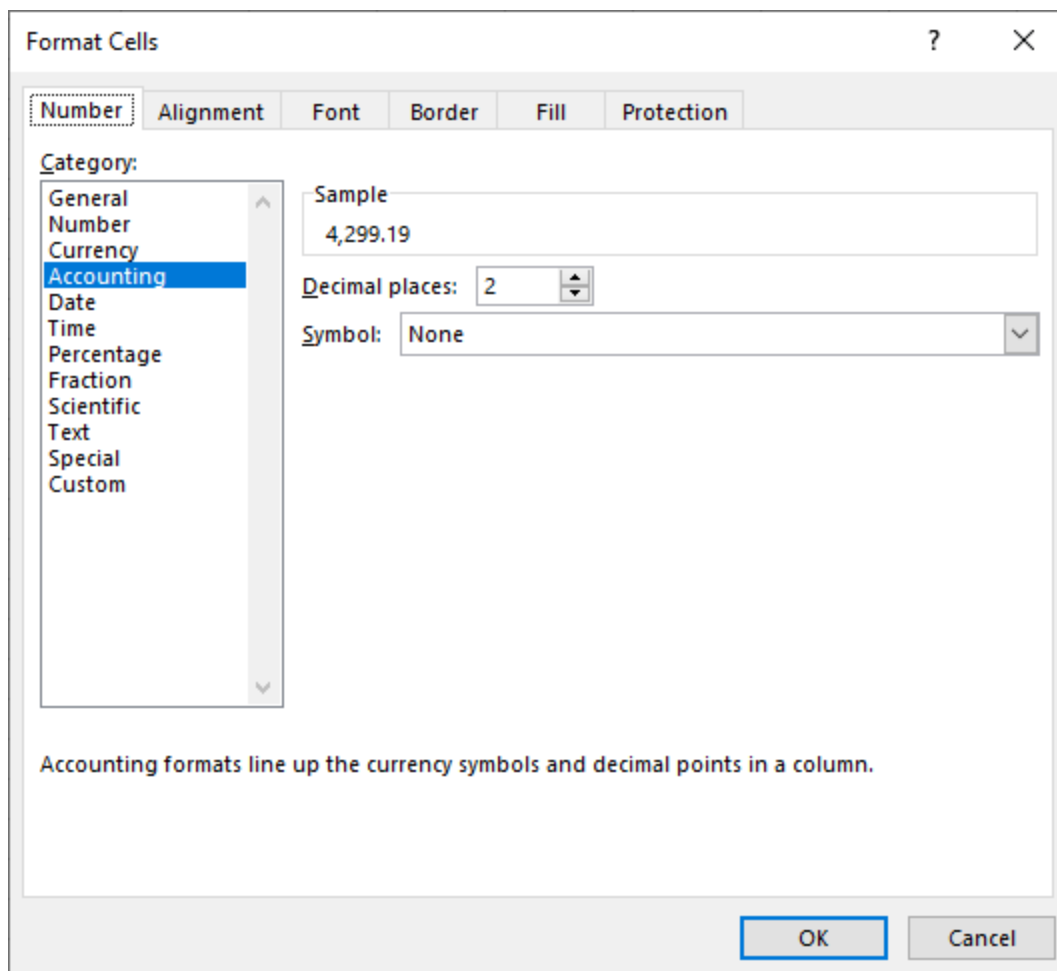 Format Cells ?
Number Alignment Font Border Fill Protection
Category:
General
Number
Currency
Accounting
Date
Time
Percentage
Fraction
Scientific
Text
Special
Custom
Sample
4,299.19
Decimal places: 2
Symbol: None
Accounting formats line up the currency symbols and decimal points in a column.
OK Cancel